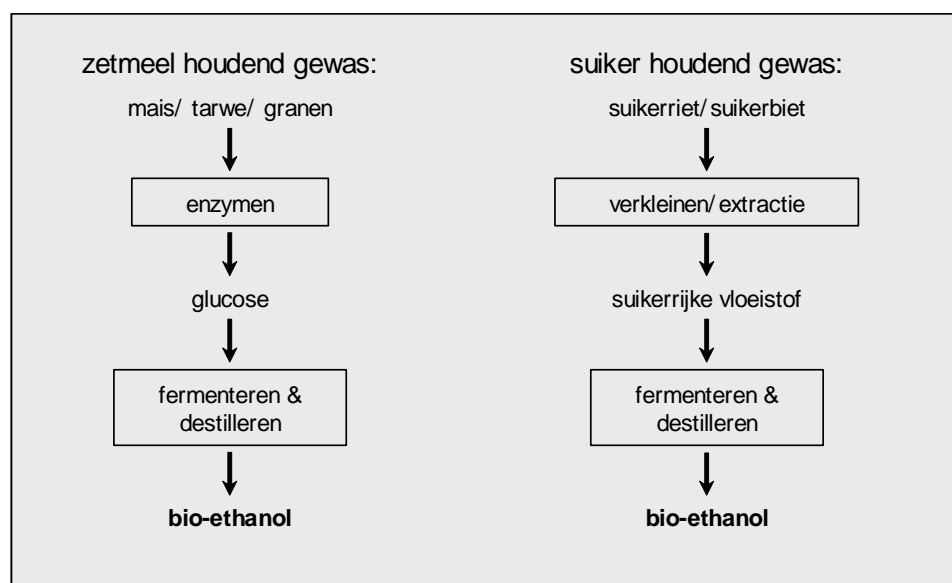 zetmeel houdend gewas:
mais/ tarwe/ granen
enzymen
glucose
fermenteren &
destilleren
bio-ethanol
suiker houdend gewas:
suikerriet/ suikerbiet
verkleinen/ extractie
suikerrijke vloeistof
fermenteren &
destilleren
bio-ethanol